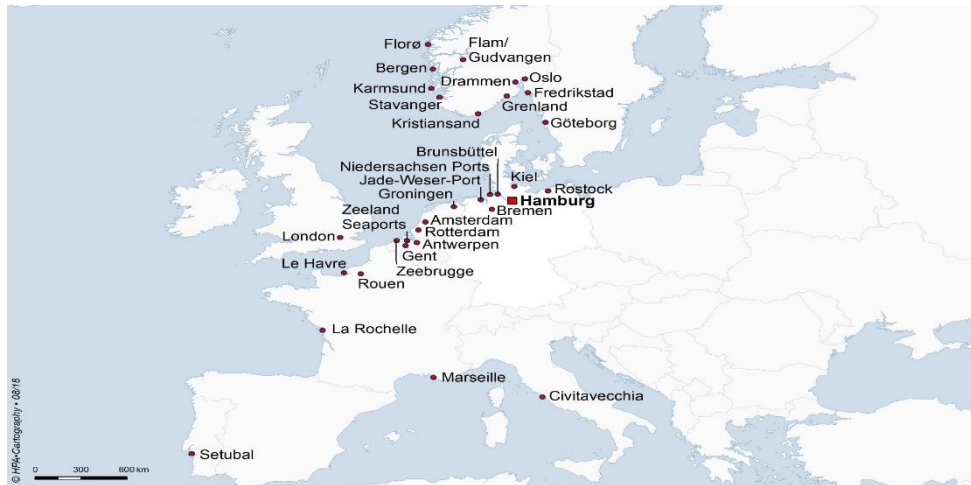 Florø
Flam/
Gudvangen
Bergen
Drammen
Oslo
Karmsund
Fredrikstad
Stavanger
Grenland
Kristiansand
Göteborg
Brunsbüttel
Niedersachsen Ports
Jade-Weser-Port
Kiel
Groningen
Rostock
Hamburg
Zeeland
Seaports
Bremen
Amsterdam
Rotterdam
London
Antwerpen
Gent
Zeebrugge
Le Havre
Rouen
La Rochelle
Marseille
Civitavecchia
Setubal
© HPA•Cartography • 08/18
0 300 600 km